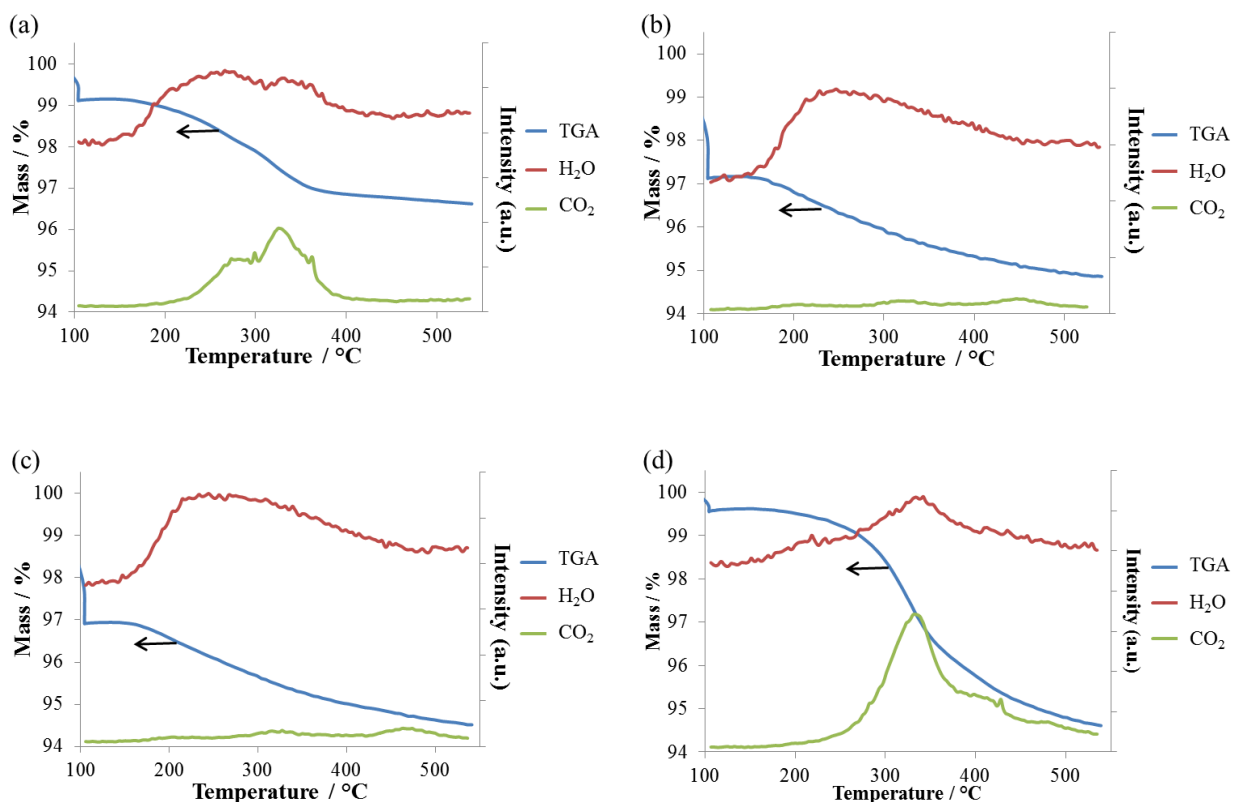 (a)
100
99
98
97
96
95
94
Mass / %
100 200 300 400 500
Temperature / °C
Intensity (a.u.)
TGA
H₂O
CO₂
(b)
100
99
98
97
96
95
94
Mass / %
100 200 300 400 500
Temperature / °C
Intensity (a.u.)
TGA
H₂O
CO₂
(c)
100
99
98
97
96
95
94
Mass / %
100 200 300 400 500
Temperature / °C
Intensity (a.u.)
TGA
H₂O
CO₂
(d)
100
99
98
97
96
95
94
Mass / %
100 200 300 400 500
Temperature / °C
Intensity (a.u.)
TGA
H₂O
CO₂